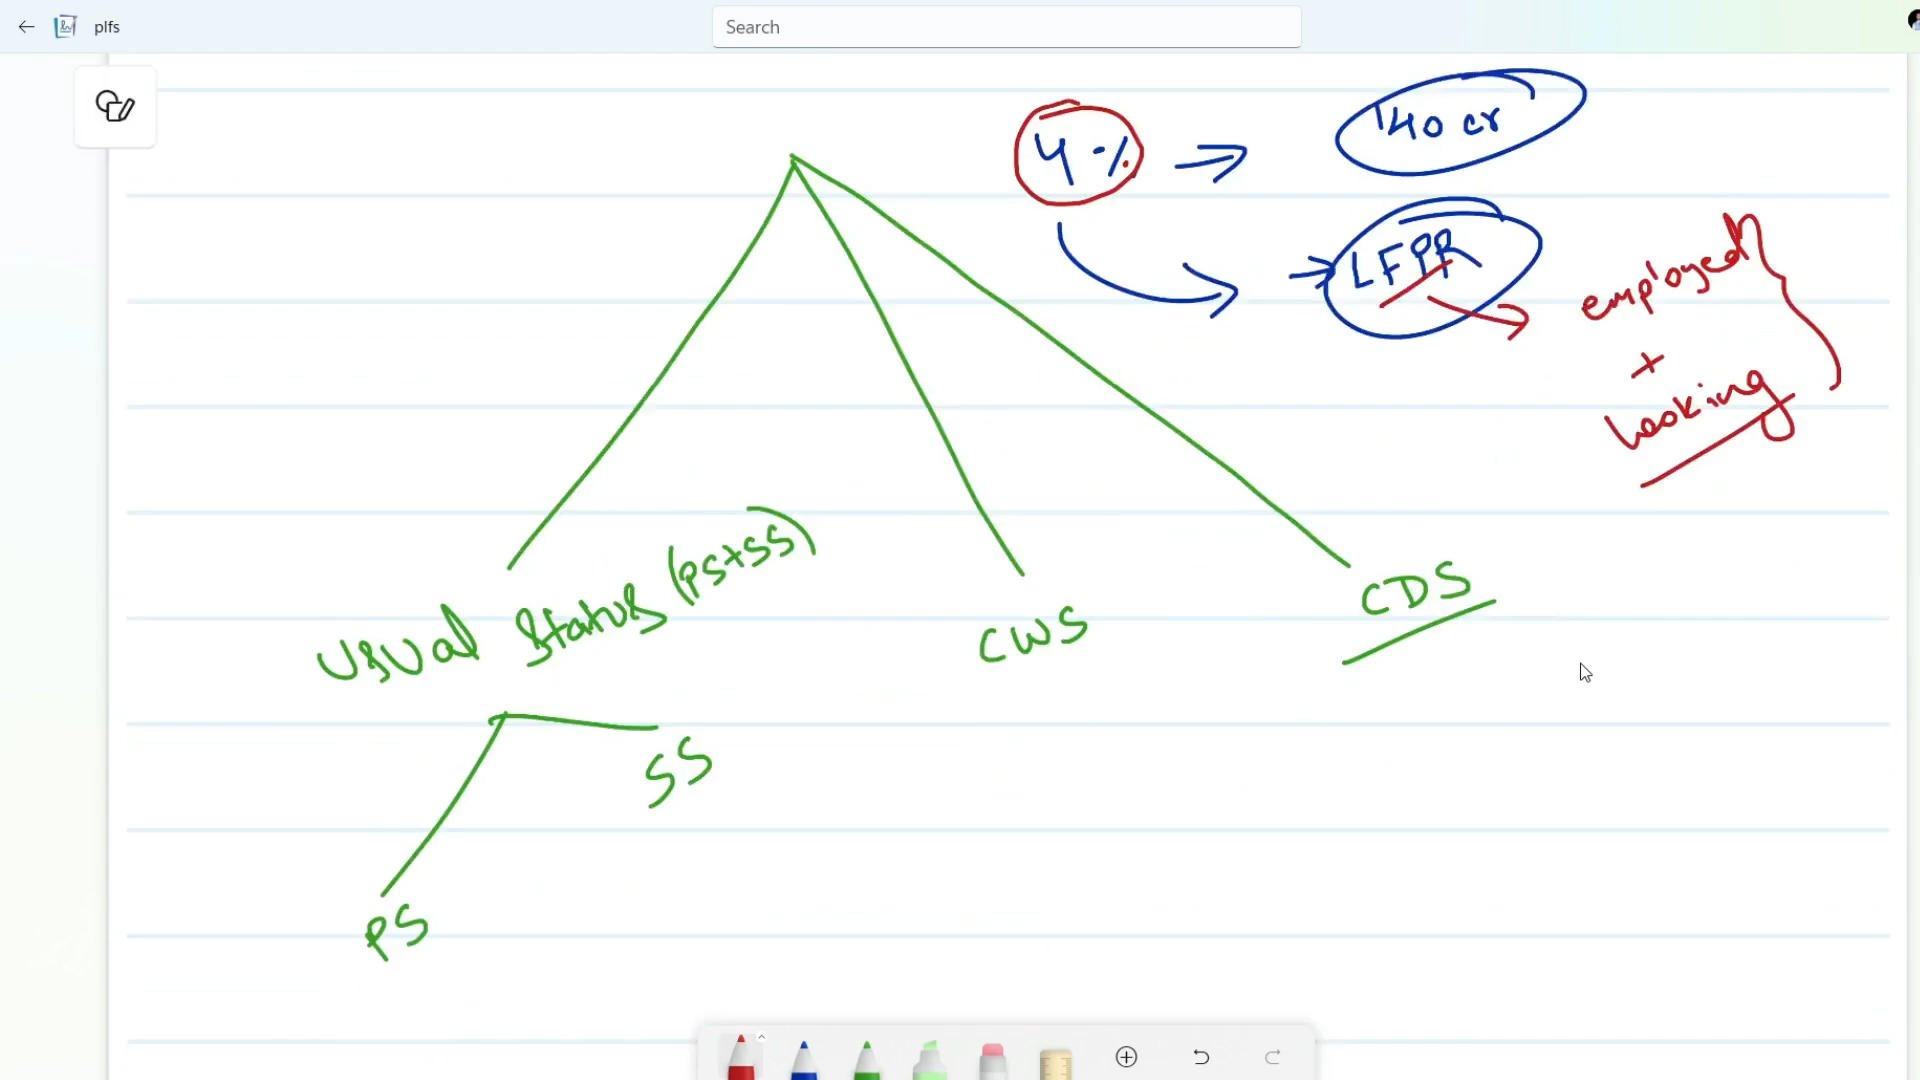 plfs
Search
4 % → 140 cr
→ LFPR
employed
+
looking
Usual Status (PS+SS)
CWS
CDS
SS
PS